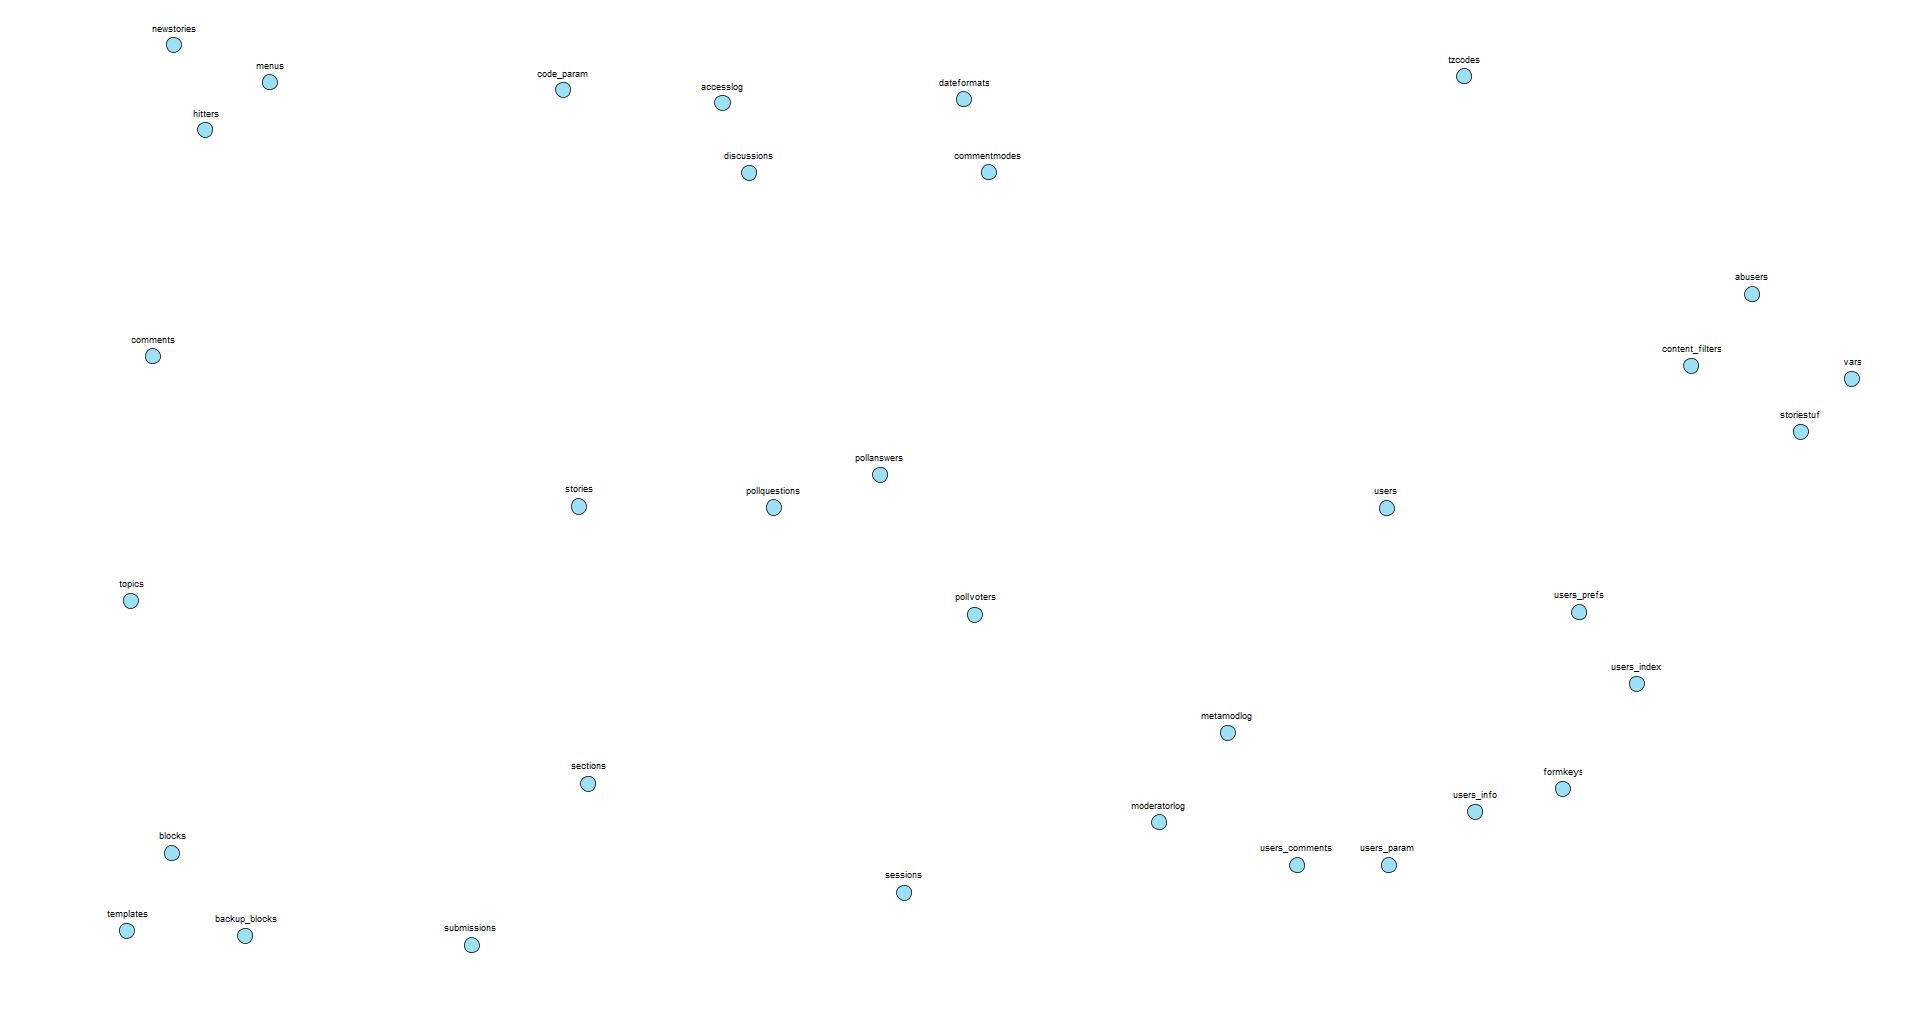 newstories
tzcodes
menus
code_param
dateformats
accesslog
hitters
discussions
commentmodes
abusers
comments
content_filters
vars
storiestuf
pollanswers
stories
pollquestions
users
topics
users_prefs
pollvoters
users_index
metamodlog
sections
formkeys
users_info
moderatorlog
blocks
users_comments
users_param
sessions
templates
backup_blocks
submissions